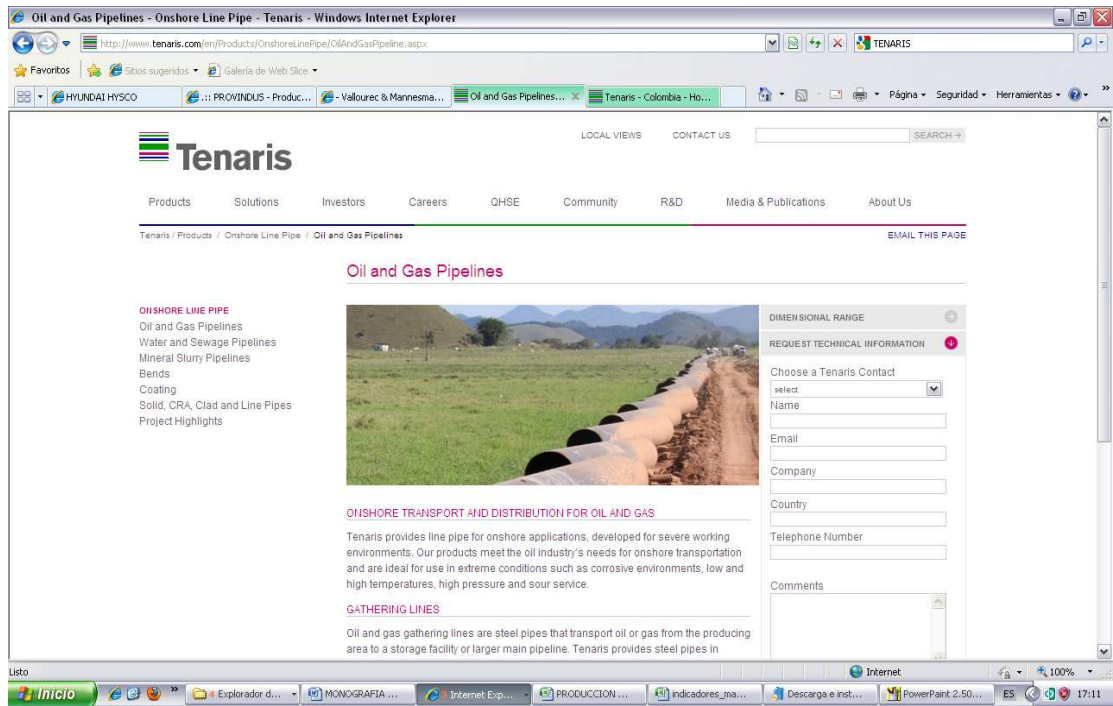 Oil and Gas Pipelines - Onshore Line Pipe - Tenaris - Windows Internet Explorer
http://www.tenaris.com/en/Products/OnshoreLinePipe/OilAndGasPipeline.aspx
TENARIS
Favoritos Sitios sugeridos Galería de Web Slice
HYUNDAI HYSCO .:: PROVINDUS - Produc... - Vallourec & Mannesma... Oil and Gas Pipelines... Tenaris - Colombia - Ho... Página Seguridad Herramientas
LOCAL VIEWS CONTACT US SEARCH
Tenaris
Products Solutions Investors Careers QHSE Community R&D Media & Publications About Us
Tenaris / Products / Onshore Line Pipe / Oil and Gas Pipelines EMAIL THIS PAGE
Oil and Gas Pipelines
ONSHORE LINE PIPE
Oil and Gas Pipelines
Water and Sewage Pipelines
Mineral Slurry Pipelines
Bends
Coating
Solid, CRA, Clad and Line Pipes
Project Highlights
ONSHORE TRANSPORT AND DISTRIBUTION FOR OIL AND GAS
Tenaris provides line pipe for onshore applications, developed for severe working
environments. Our products meet the oil industry's needs for onshore transportation
and are ideal for use in extreme conditions such as corrosive environments, low and
high temperatures, high pressure and sour service.
GATHERING LINES
Oil and gas gathering lines are steel pipes that transport oil or gas from the producing
area to a storage facility or larger main pipeline. Tenaris provides steel pipes in
DIMENSIONAL RANGE
REQUEST TECHNICAL INFORMATION
Choose a Tenaris Contact
select
Name
Email
Company
Country
Telephone Number
Comments
Listo Internet 100%
Inicio 4 Explorador d... MONOGRAFIA ... 3 Internet Exp... PRODUCCION ... indicadores_ma... Descarga e inst... PowerPaint 2.50... ES 17:11